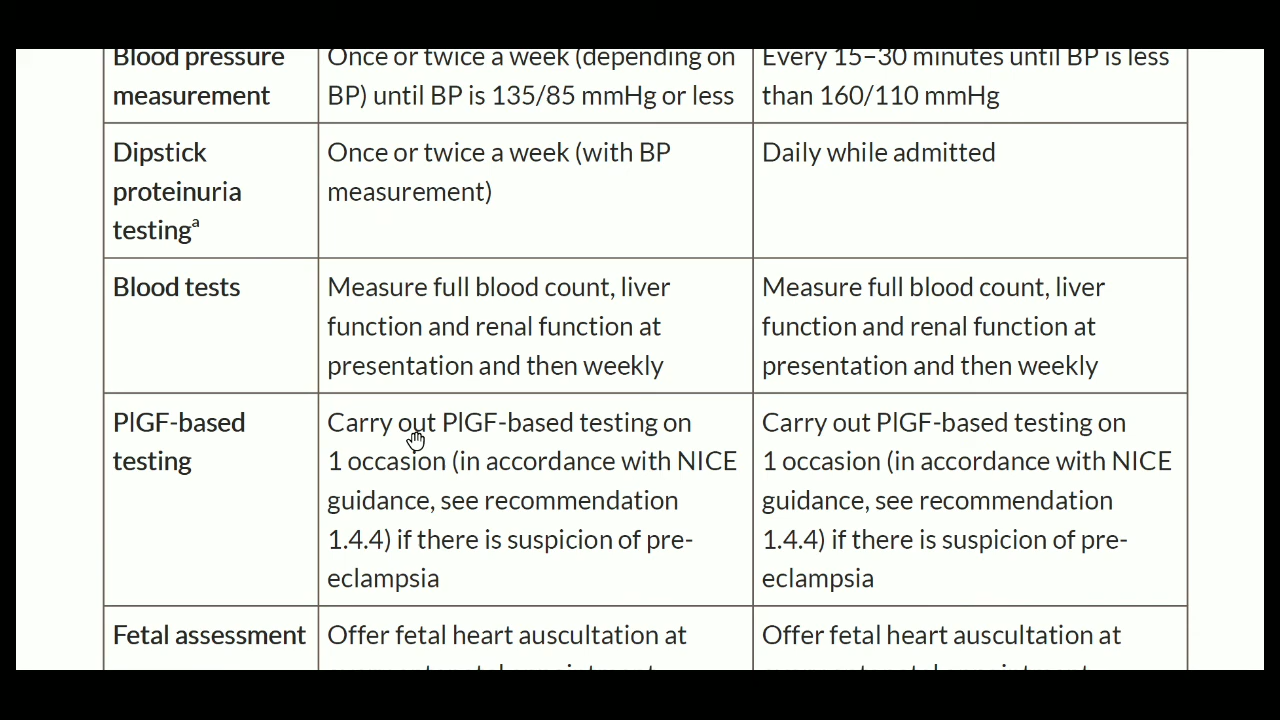 Blood pressure
measurement
Once or twice a week (depending on
BP) until BP is 135/85 mmHg or less
Every 15–30 minutes until BP is less
than 160/110 mmHg
Dipstick
proteinuria
testingᵃ
Once or twice a week (with BP
measurement)
Daily while admitted
Blood tests
Measure full blood count, liver
function and renal function at
presentation and then weekly
Measure full blood count, liver
function and renal function at
presentation and then weekly
PlGF-based
testing
Carry out PlGF-based testing on
1 occasion (in accordance with NICE
guidance, see recommendation
1.4.4) if there is suspicion of pre-
eclampsia
Carry out PlGF-based testing on
1 occasion (in accordance with NICE
guidance, see recommendation
1.4.4) if there is suspicion of pre-
eclampsia
Fetal assessment
Offer fetal heart auscultation at
Offer fetal heart auscultation at